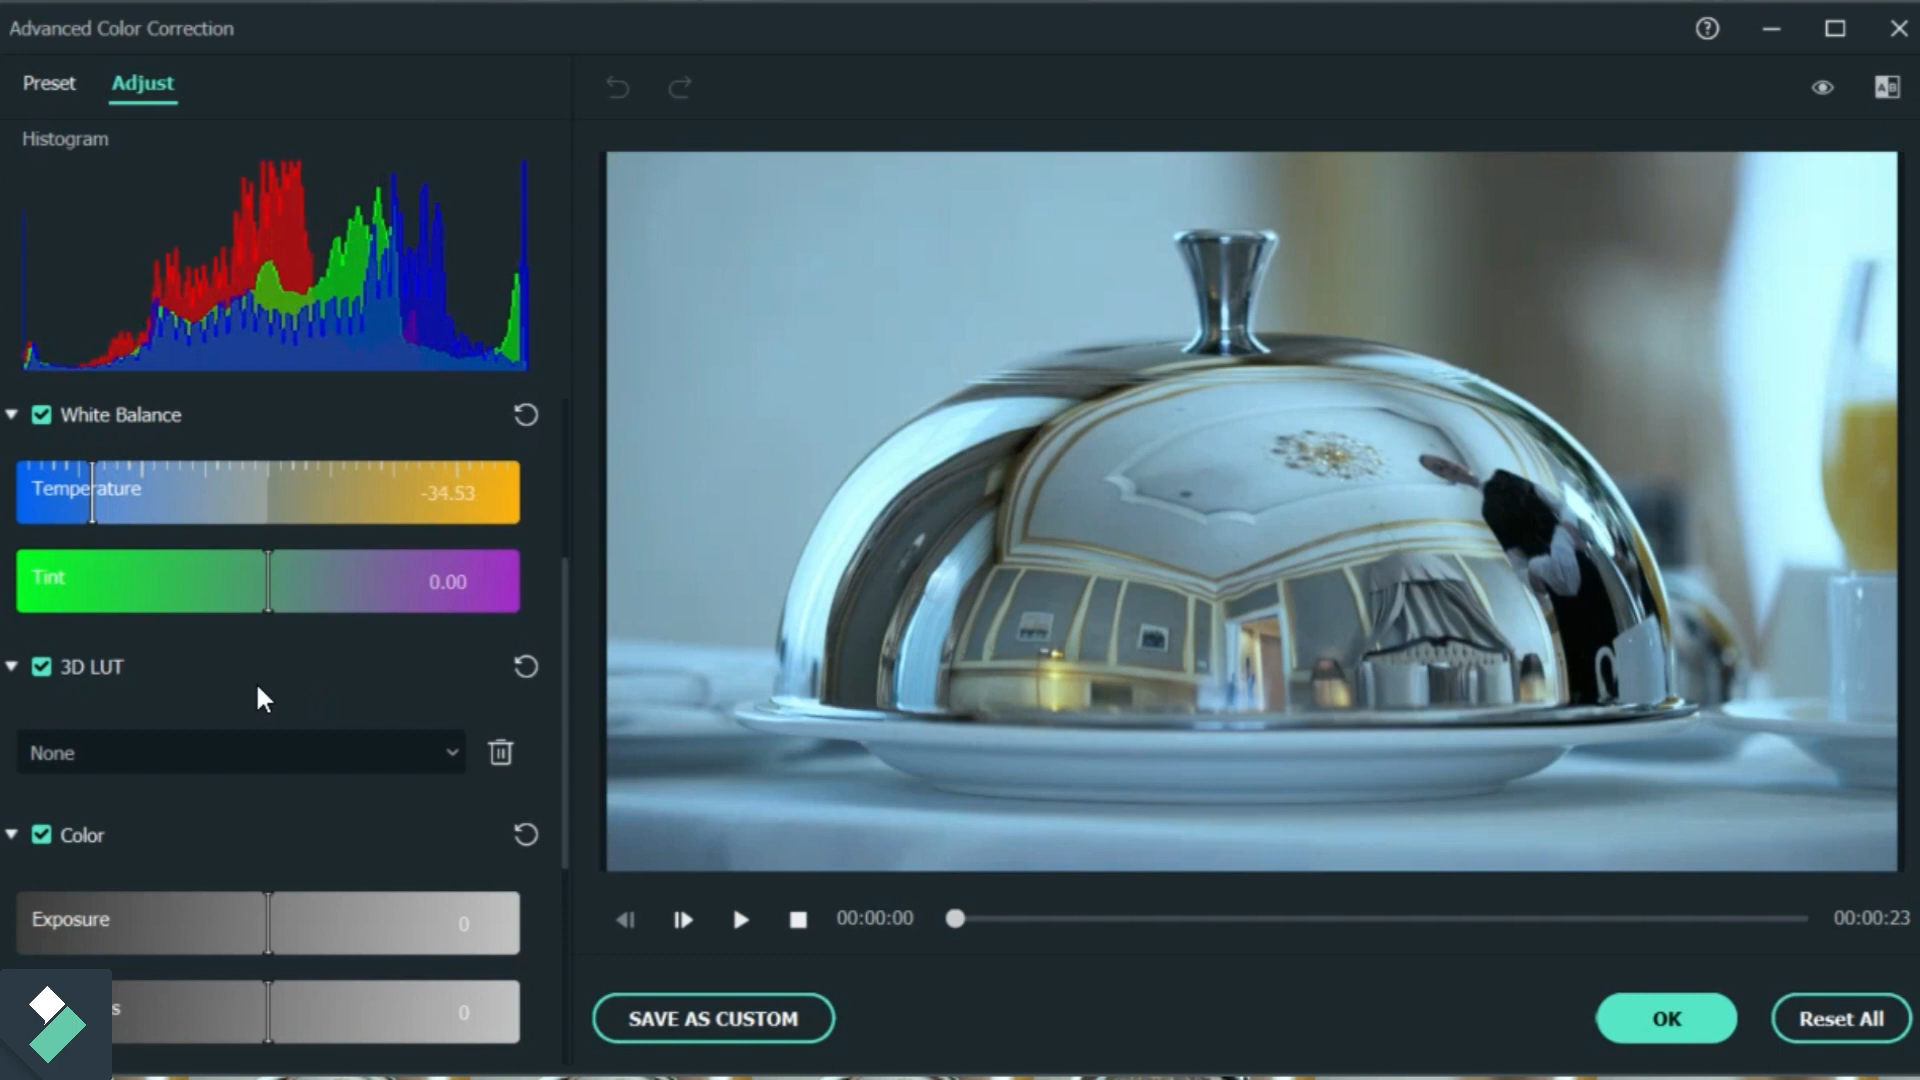 Advanced Color Correction
Preset
Adjust
Histogram
White Balance
Temperature
-34.53
Tint
0.00
3D LUT
None
Color
Exposure
0
s
0
AB
00:00:00
00:00:23
SAVE AS CUSTOM
OK
Reset All